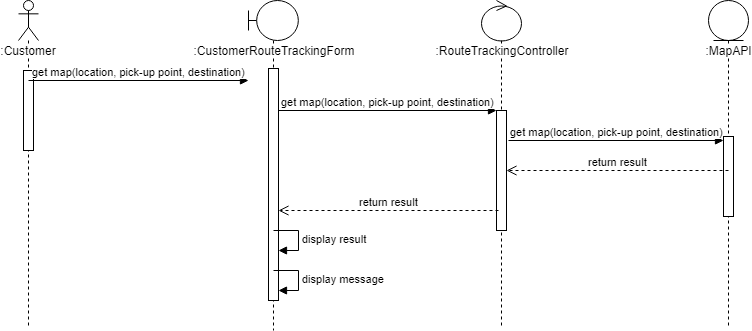 :Customer
:CustomerRouteTrackingForm
:RouteTrackingController
:MapAPI
get map(location, pick-up point, destination)
get map(location, pick-up point, destination)
get map(location, pick-up point, destination)
return result
return result
display result
display message